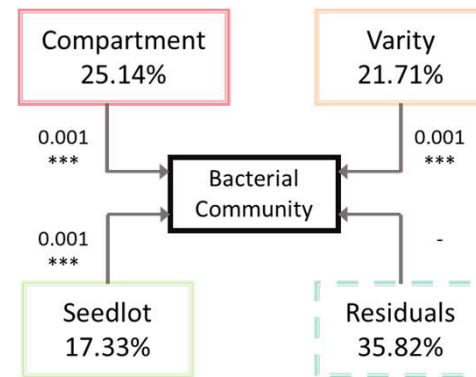 Compartment
25.14%
Varity
21.71%
0.001
***
0.001
***
Bacterial
Community
0.001
***
-
Seedlot
17.33%
Residuals
35.82%